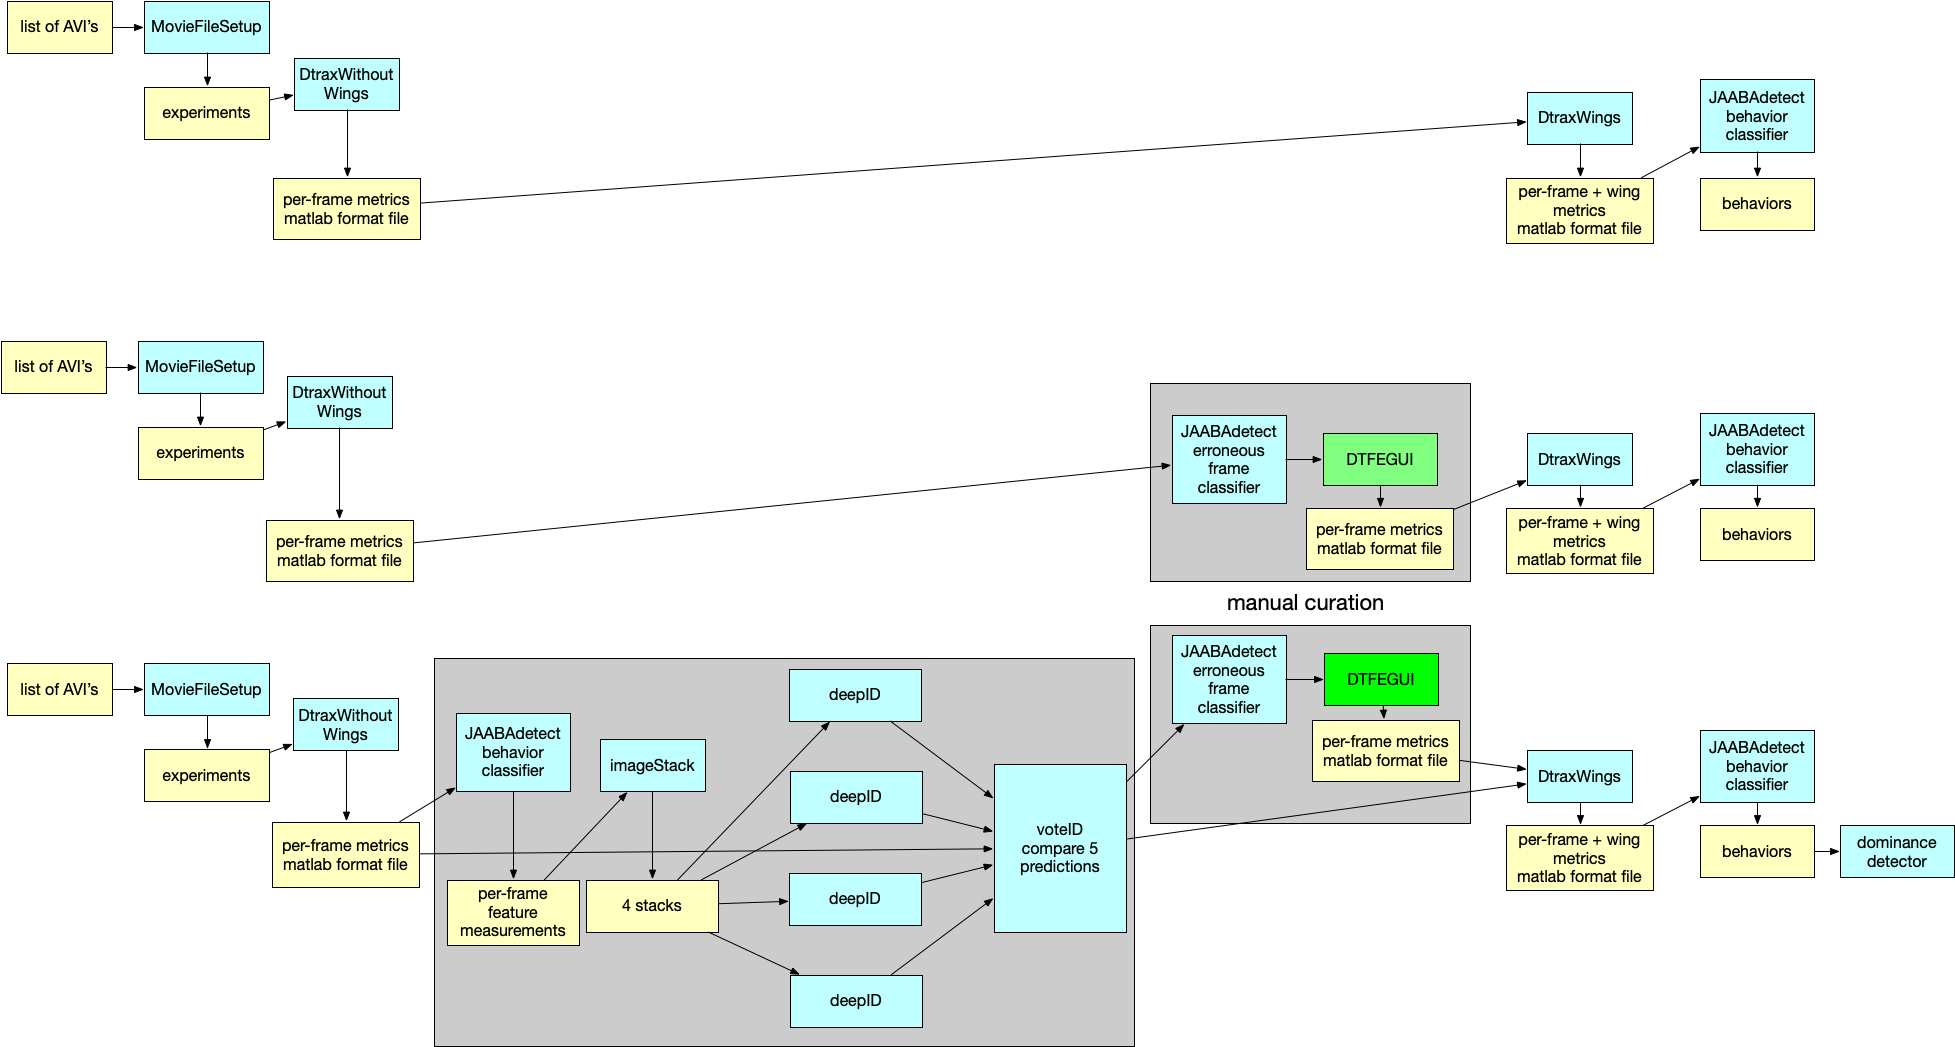 list of AVI's
MovieFileSetup
experiments
DtraxWithout
Wings
per-frame metrics
matlab format file
DtraxWings
per-frame + wing
metrics
matlab format file
JAABAdetect
behavior
classifier
behaviors
list of AVI's
MovieFileSetup
experiments
DtraxWithout
Wings
per-frame metrics
matlab format file
JAABAdetect
erroneous
frame
classifier
DTFEGUI
per-frame metrics
matlab format file
DtraxWings
per-frame + wing
metrics
matlab format file
JAABAdetect
behavior
classifier
behaviors
manual curation
list of AVI's
MovieFileSetup
experiments
DtraxWithout
Wings
per-frame metrics
matlab format file
JAABAdetect
behavior
classifier
per-frame
feature
measurements
imageStack
4 stacks
deepID
deepID
deepID
deepID
voteID
compare 5
predictions
JAABAdetect
erroneous
frame
classifier
DTFEGUI
per-frame metrics
matlab format file
DtraxWings
per-frame + wing
metrics
matlab format file
JAABAdetect
behavior
classifier
behaviors
dominance
detector